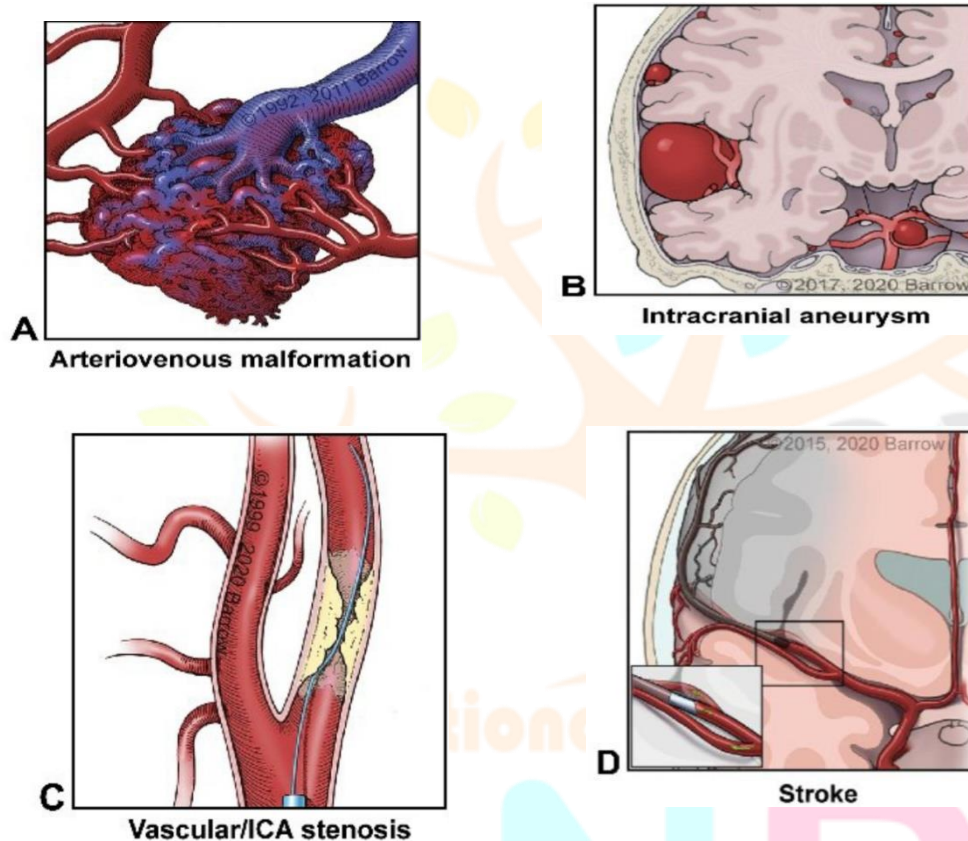 ©1992, 2011 Barrow
A
Arteriovenous malformation
©2017, 2020 Barrow
B
Intracranial aneurysm
©1999, 2020 Barrow
C
Vascular/ICA stenosis
©2015, 2020 Barrow
D
Stroke